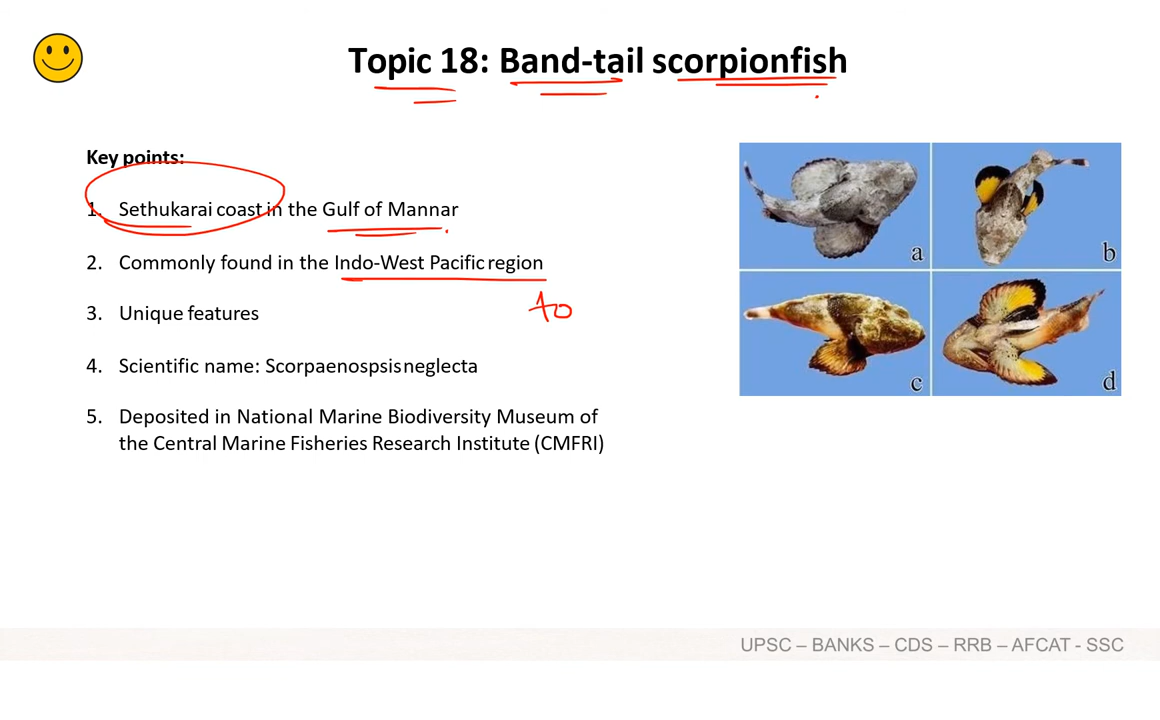 Topic 18: Band-tail scorpionfish
Key points:
1. Sethukarai coast in the Gulf of Mannar
2. Commonly found in the Indo-West Pacific region
to
3. Unique features
4. Scientific name: Scorpaenospsisneglecta
5. Deposited in National Marine Biodiversity Museum of
the Central Marine Fisheries Research Institute (CMFRI)
a
b
c
d
UPSC – BANKS – CDS – RRB – AFCAT - SSC